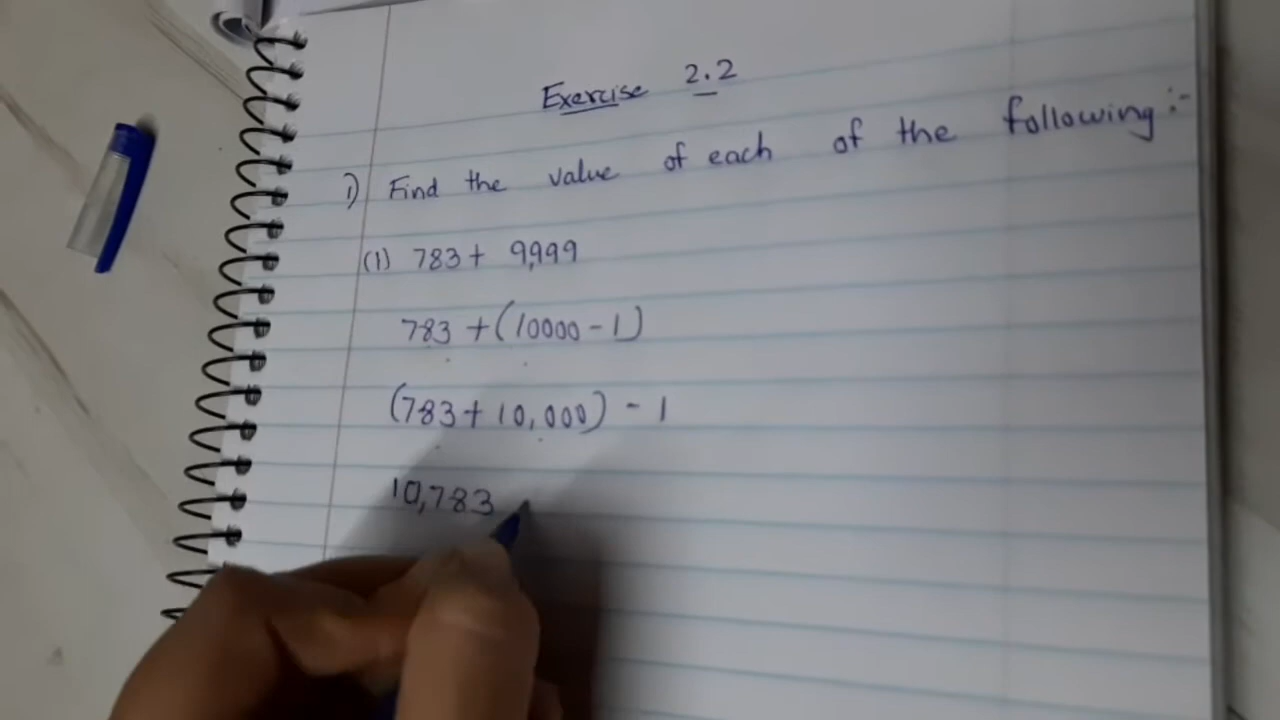 Exercise 2.2
1) Find the value of each of the following:-
(1) 783 + 9,999
783 + (10000 - 1)
(783 + 10,000) - 1
10,783